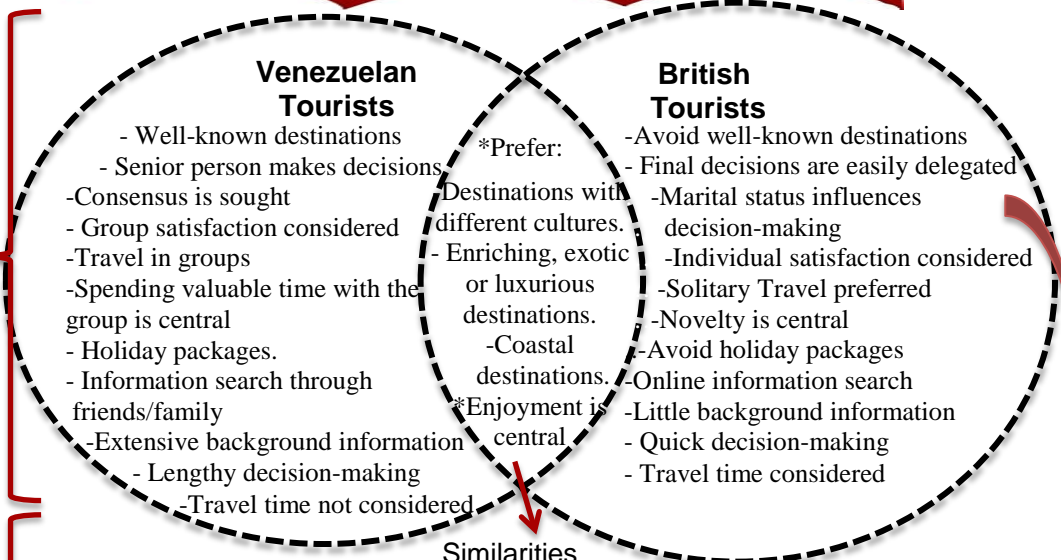 Venezuelan
Tourists
- Well-known destinations
- Senior person makes decisions
-Consensus is sought
- Group satisfaction considered
-Travel in groups
-Spending valuable time with the
group is central
- Holiday packages.
- Information search through
friends/family
-Extensive background information
- Lengthy decision-making
-Travel time not considered
*Prefer:
Destinations with
different cultures.
- Enriching, exotic
or luxurious
destinations.
-Coastal
destinations.
*Enjoyment is
central
British
Tourists
-Avoid well-known destinations
- Final decisions are easily delegated
-Marital status influences
decision-making
-Individual satisfaction considered
-Solitary Travel preferred
-Novelty is central
-Avoid holiday packages
-Online information search
-Little background information
- Quick decision-making
- Travel time considered
Similarities